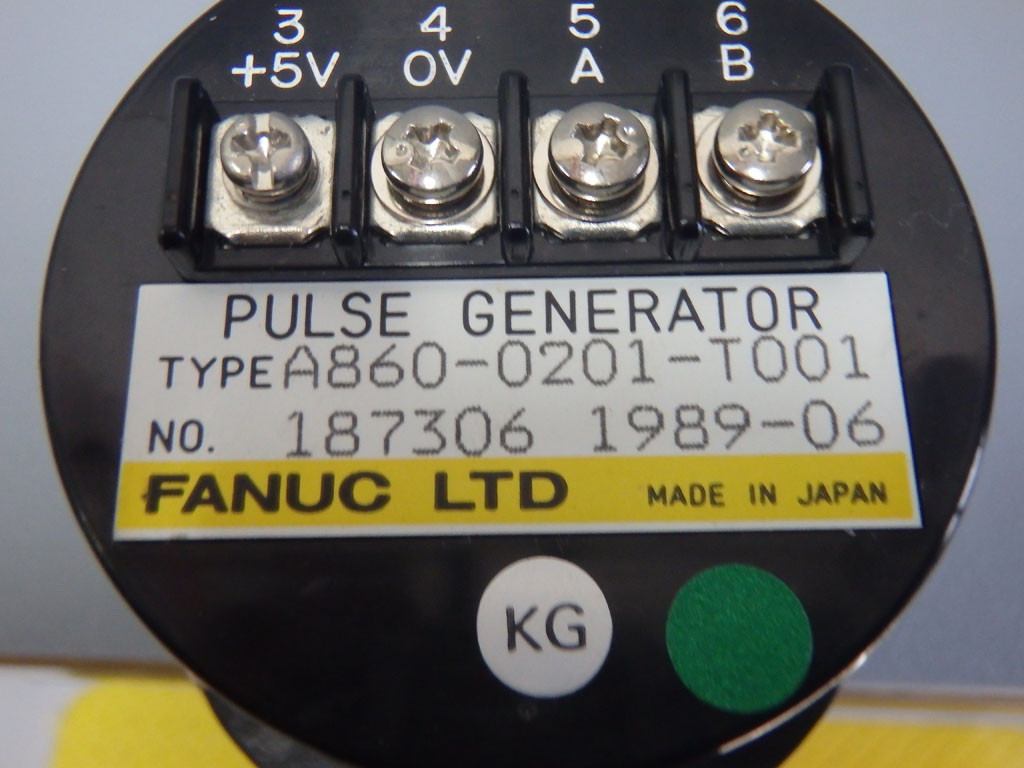 3 4 5 6
+5V 0V A B
PULSE GENERATOR
TYPE A860-0201-T001
NO. 187306 1989-06
FANUC LTD MADE IN JAPAN
KG